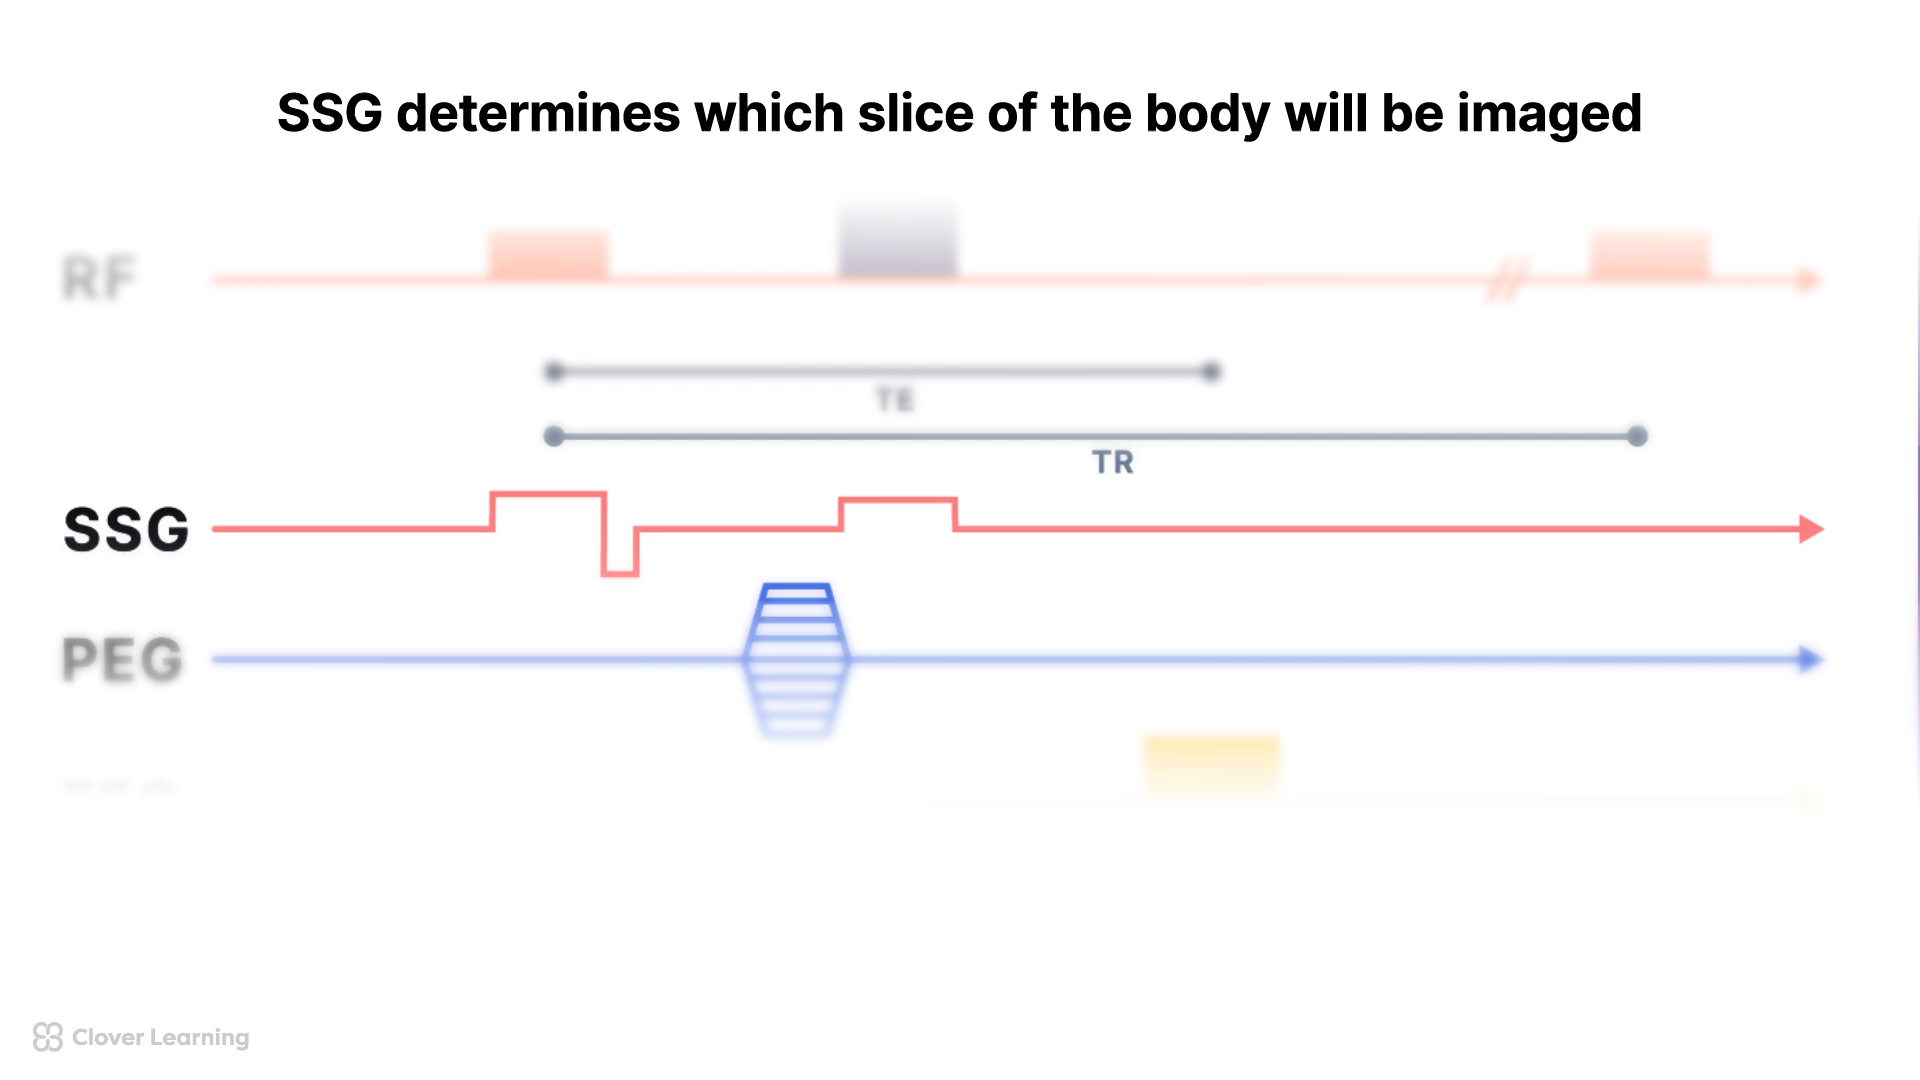 SSG determines which slice of the body will be imaged
RF
TE
TR
SSG
PEG
Clover Learning